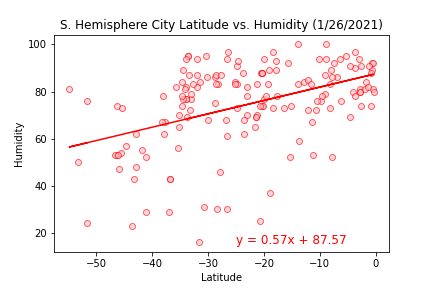 S. Hemisphere City Latitude vs. Humidity (1/26/2021)
100
80
60
40
20
Humidity
y = 0.57x + 87.57
−50
−40
−30
−20
−10
0
Latitude